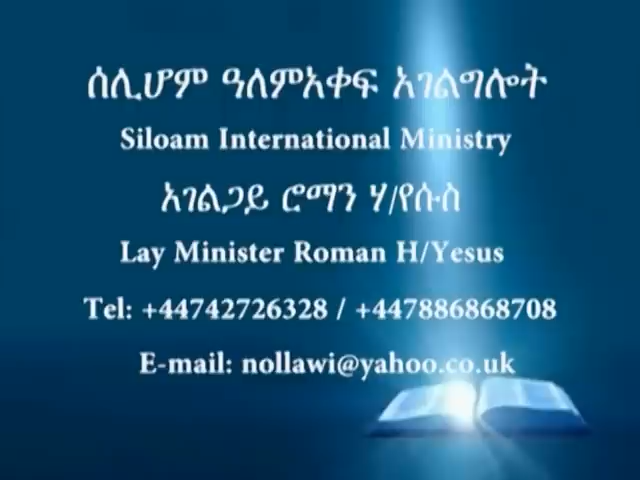 ሰሊሆም ዓለምአቀፍ አገልግሎት
Siloam International Ministry
አገልጋይ ሮማን ሃ/የሱስ
Lay Minister Roman H/Yesus
Tel: +44742726328 / +447886868708
E-mail: nollawi@yahoo.co.uk